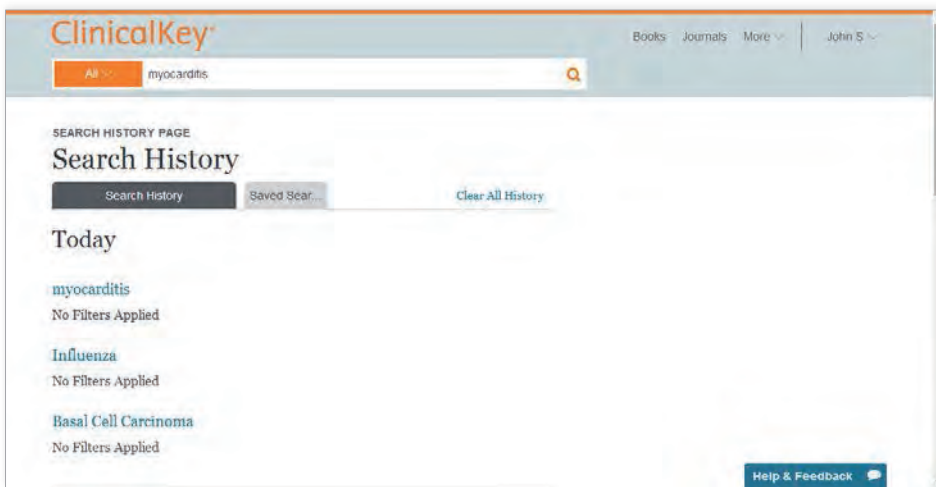 ClinicalKey
Books Journals More John S
All myocarditis
SEARCH HISTORY PAGE
Search History
Search History Saved Sear... Clear All History
Today
myocarditis
No Filters Applied
Influenza
No Filters Applied
Basal Cell Carcinoma
No Filters Applied
Help & Feedback